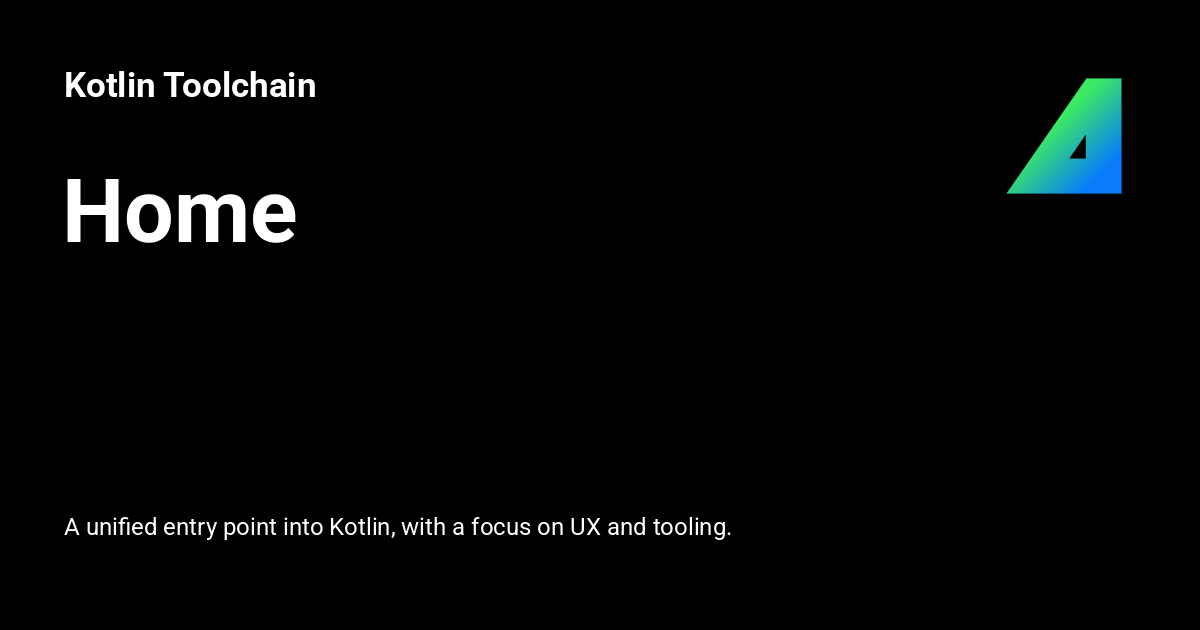 Kotlin Toolchain
Home
A unified entry point into Kotlin, with a focus on UX and tooling.